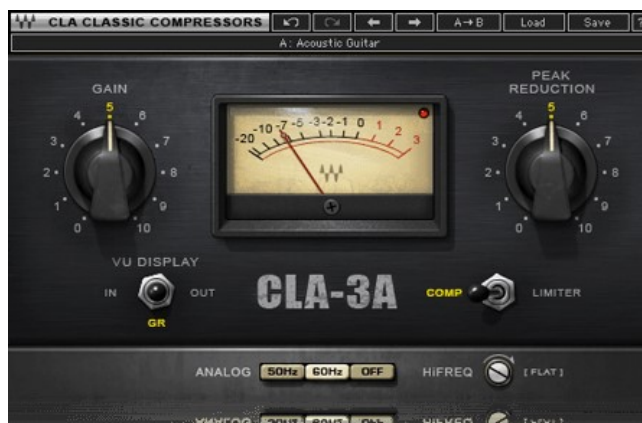 CLA CLASSIC COMPRESSORS A→B Load Save ?
A: Acoustic Guitar
GAIN
0 1 2 3 4 5 6 7 8 9 10
-20 -10 -7 -5 -3 -2 -1 0 1 2 3
PEAK
REDUCTION
0 1 2 3 4 5 6 7 8 9 10
VU DISPLAY
IN OUT
GR
CLA-3A
COMP LIMITER
ANALOG 50Hz 60Hz OFF HiFREQ [FLAT]